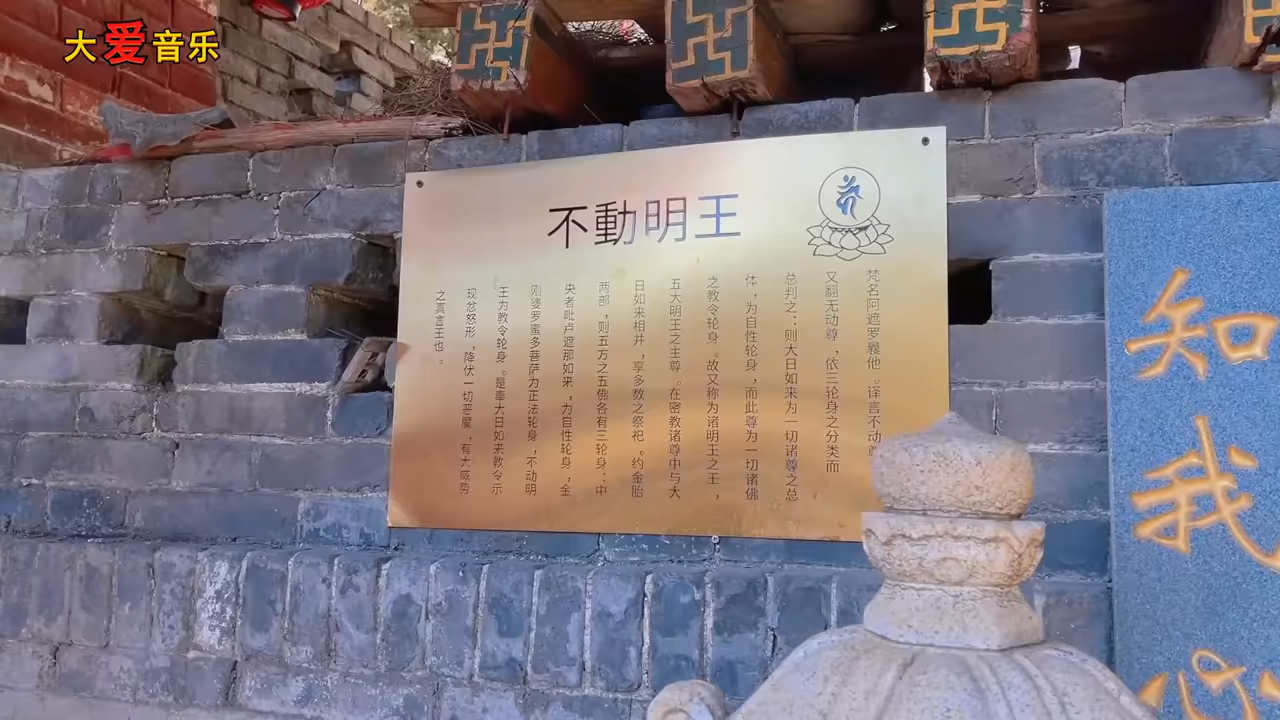 大爱音乐
不動明王
梵名阿遮罗曩他。译言不动
又翻无动尊，依三轮身之分类而
总判之：则大日如来为一切诸尊之总
体，为自性轮身，而此尊为一切诸佛
之教令轮身。故又称为诸明王之王，
五大明王之主尊。在密教诸尊中与大
日如来相并，享多数之祭祀。约金胎
两部，则五方之五佛各有三轮身：中
央者毗卢遮那如来，为自性轮身，金
刚婆罗蜜多菩萨为正法轮身，不动明
王为教令轮身。是奉大日如来教令示
现忿怒形，降伏一切恶魔，有大威势
之真言王也。
知我心